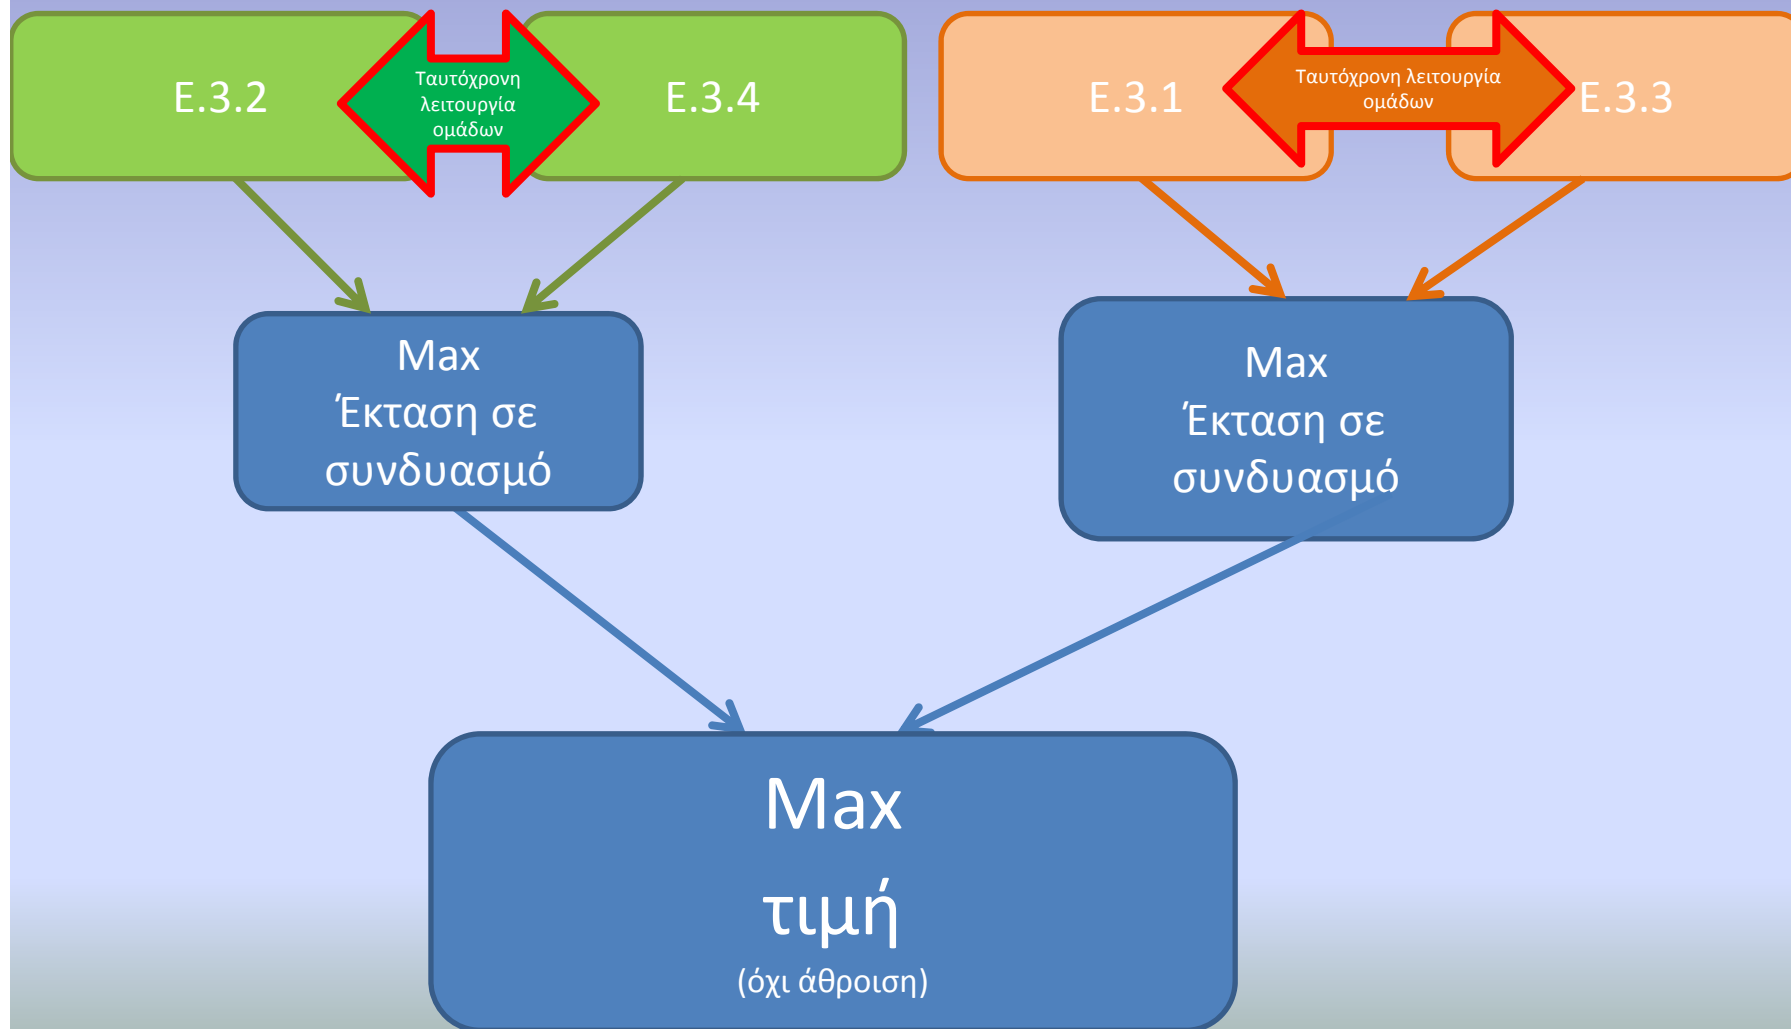 Ε.3.2
Ταυτόχρονη
λειτουργία
ομάδων
Ε.3.4
Ε.3.1
Ταυτόχρονη λειτουργία
ομάδων
Ε.3.3
Max
Έκταση σε
συνδυασμό
Max
Έκταση σε
συνδυασμό
Max
τιμή
(όχι άθροιση)